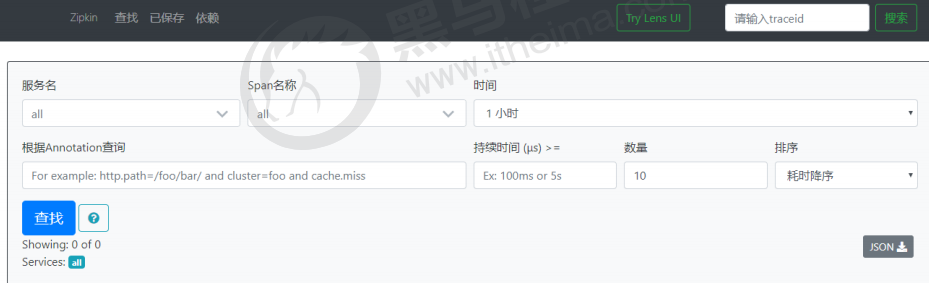 Zipkin 查找 已保存 依赖 Try Lens UI 请输入traceid 搜索
黑马程
www.itheima.com
服务名 Span名称 时间
all all 1 小时
根据Annotation查询 持续时间 (μs) >= 数量 排序
For example: http.path=/foo/bar/ and cluster=foo and cache.miss Ex: 100ms or 5s 10 耗时降序
查找
Showing: 0 of 0 JSON
Services: all